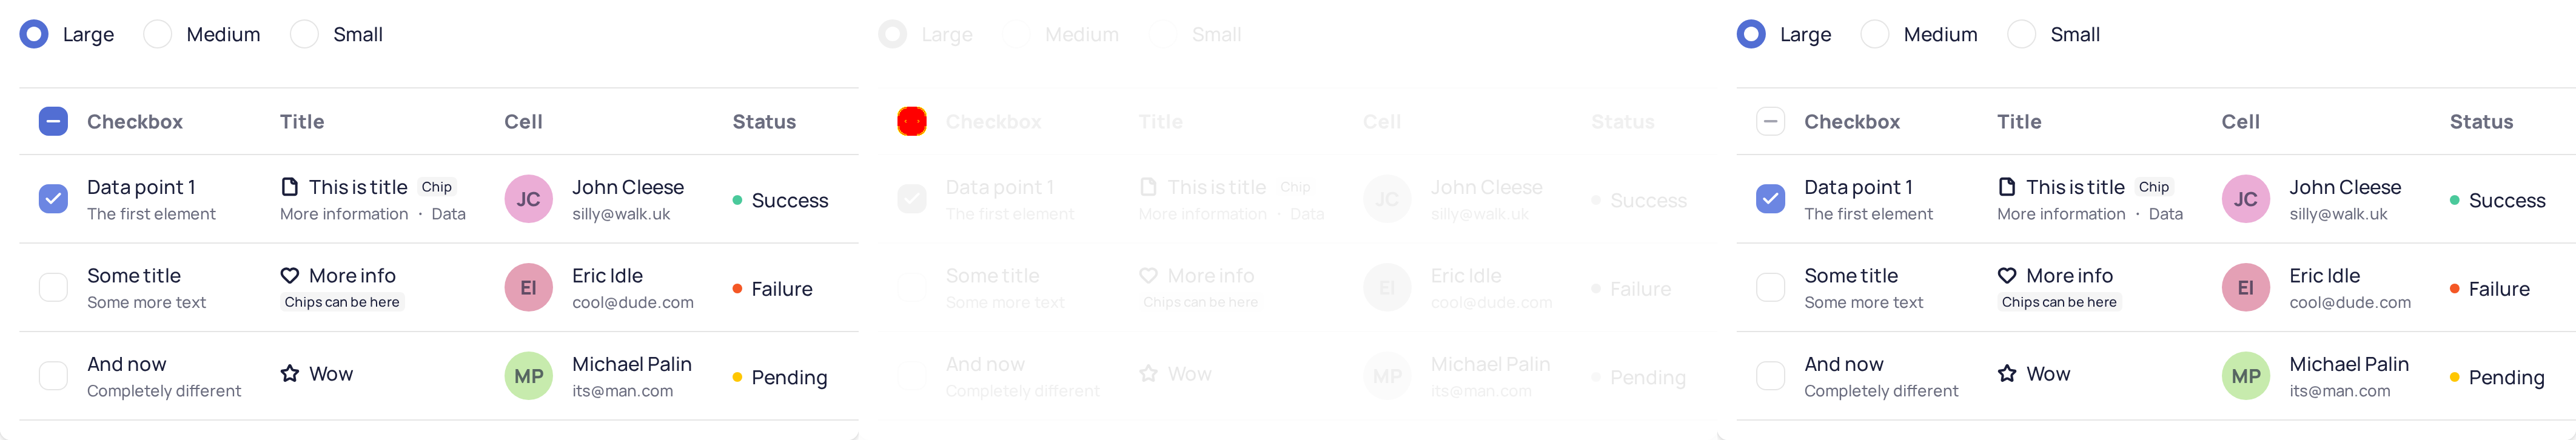 Large Medium Small
Checkbox Title Cell Status
Data point 1 This is title Chip JC John Cleese Success
The first element More information · Data silly@walk.uk
Some title More info EI Eric Idle Failure
Some more text Chips can be here cool@dude.com
And now Wow MP Michael Palin Pending
Completely different its@man.com
Large Medium Small
Checkbox Title Cell Status
Data point 1 This is title Chip JC John Cleese Success
The first element More information · Data silly@walk.uk
Some title More info EI Eric Idle Failure
Some more text Chips can be here cool@dude.com
And now Wow MP Michael Palin Pending
Completely different its@man.com
Large Medium Small
Checkbox Title Cell Status
Data point 1 This is title Chip JC John Cleese Success
The first element More information · Data silly@walk.uk
Some title More info EI Eric Idle Failure
Some more text Chips can be here cool@dude.com
And now Wow MP Michael Palin Pending
Completely different its@man.com